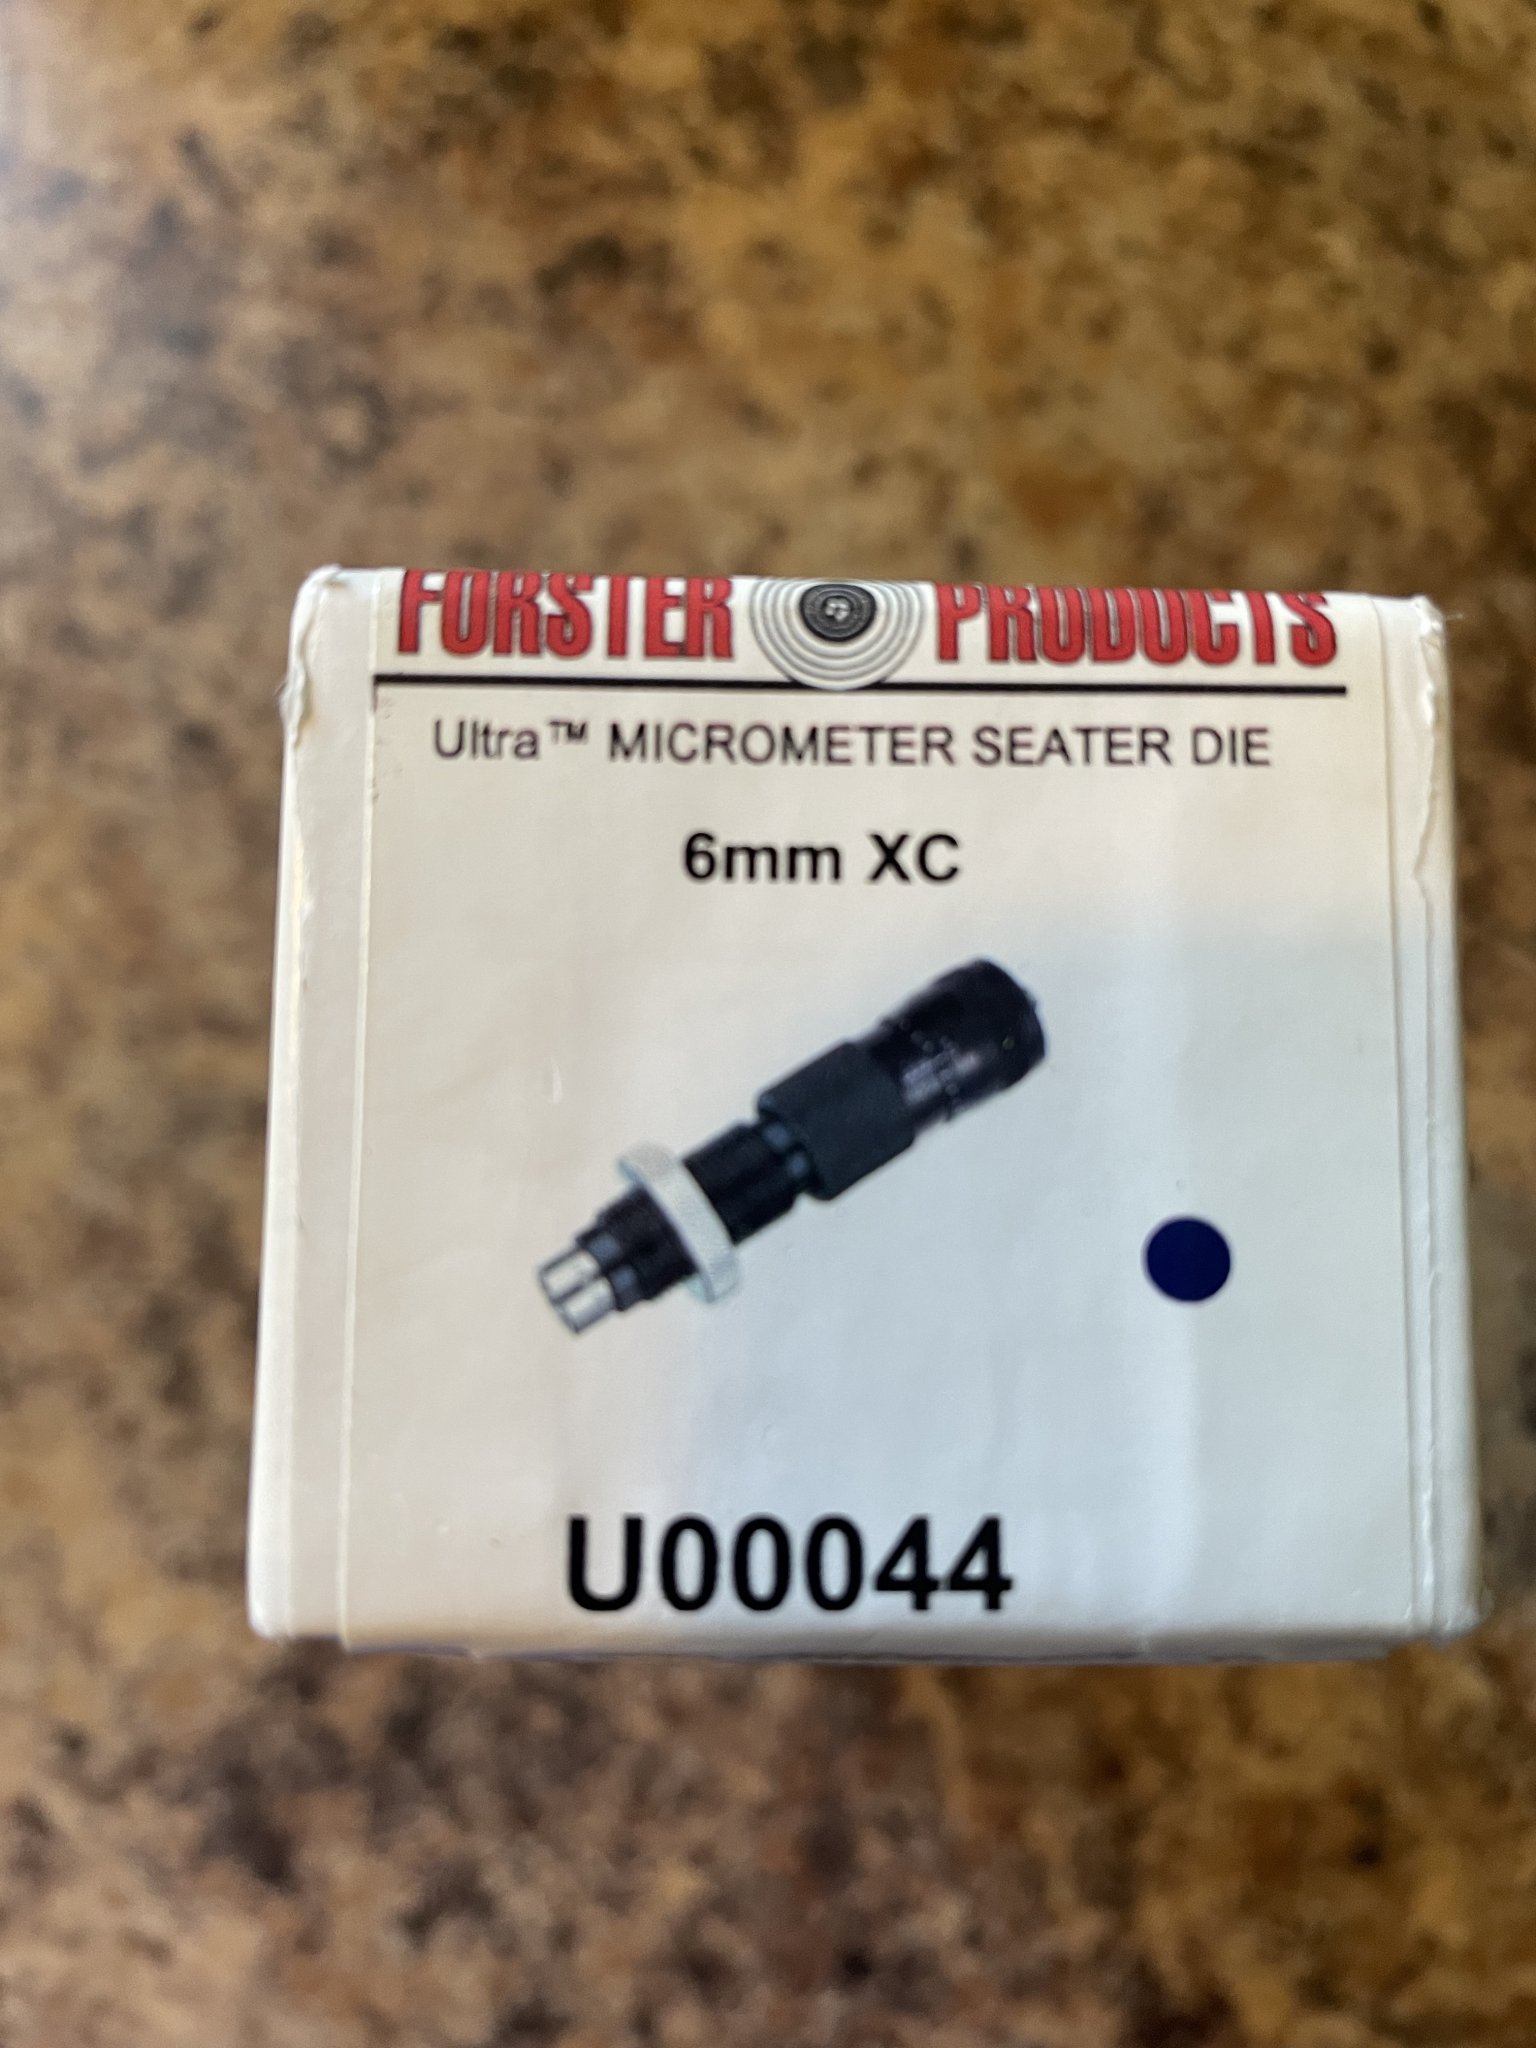 FORSTER PRODUCTS
Ultra™ MICROMETER SEATER DIE
6mm XC
U00044